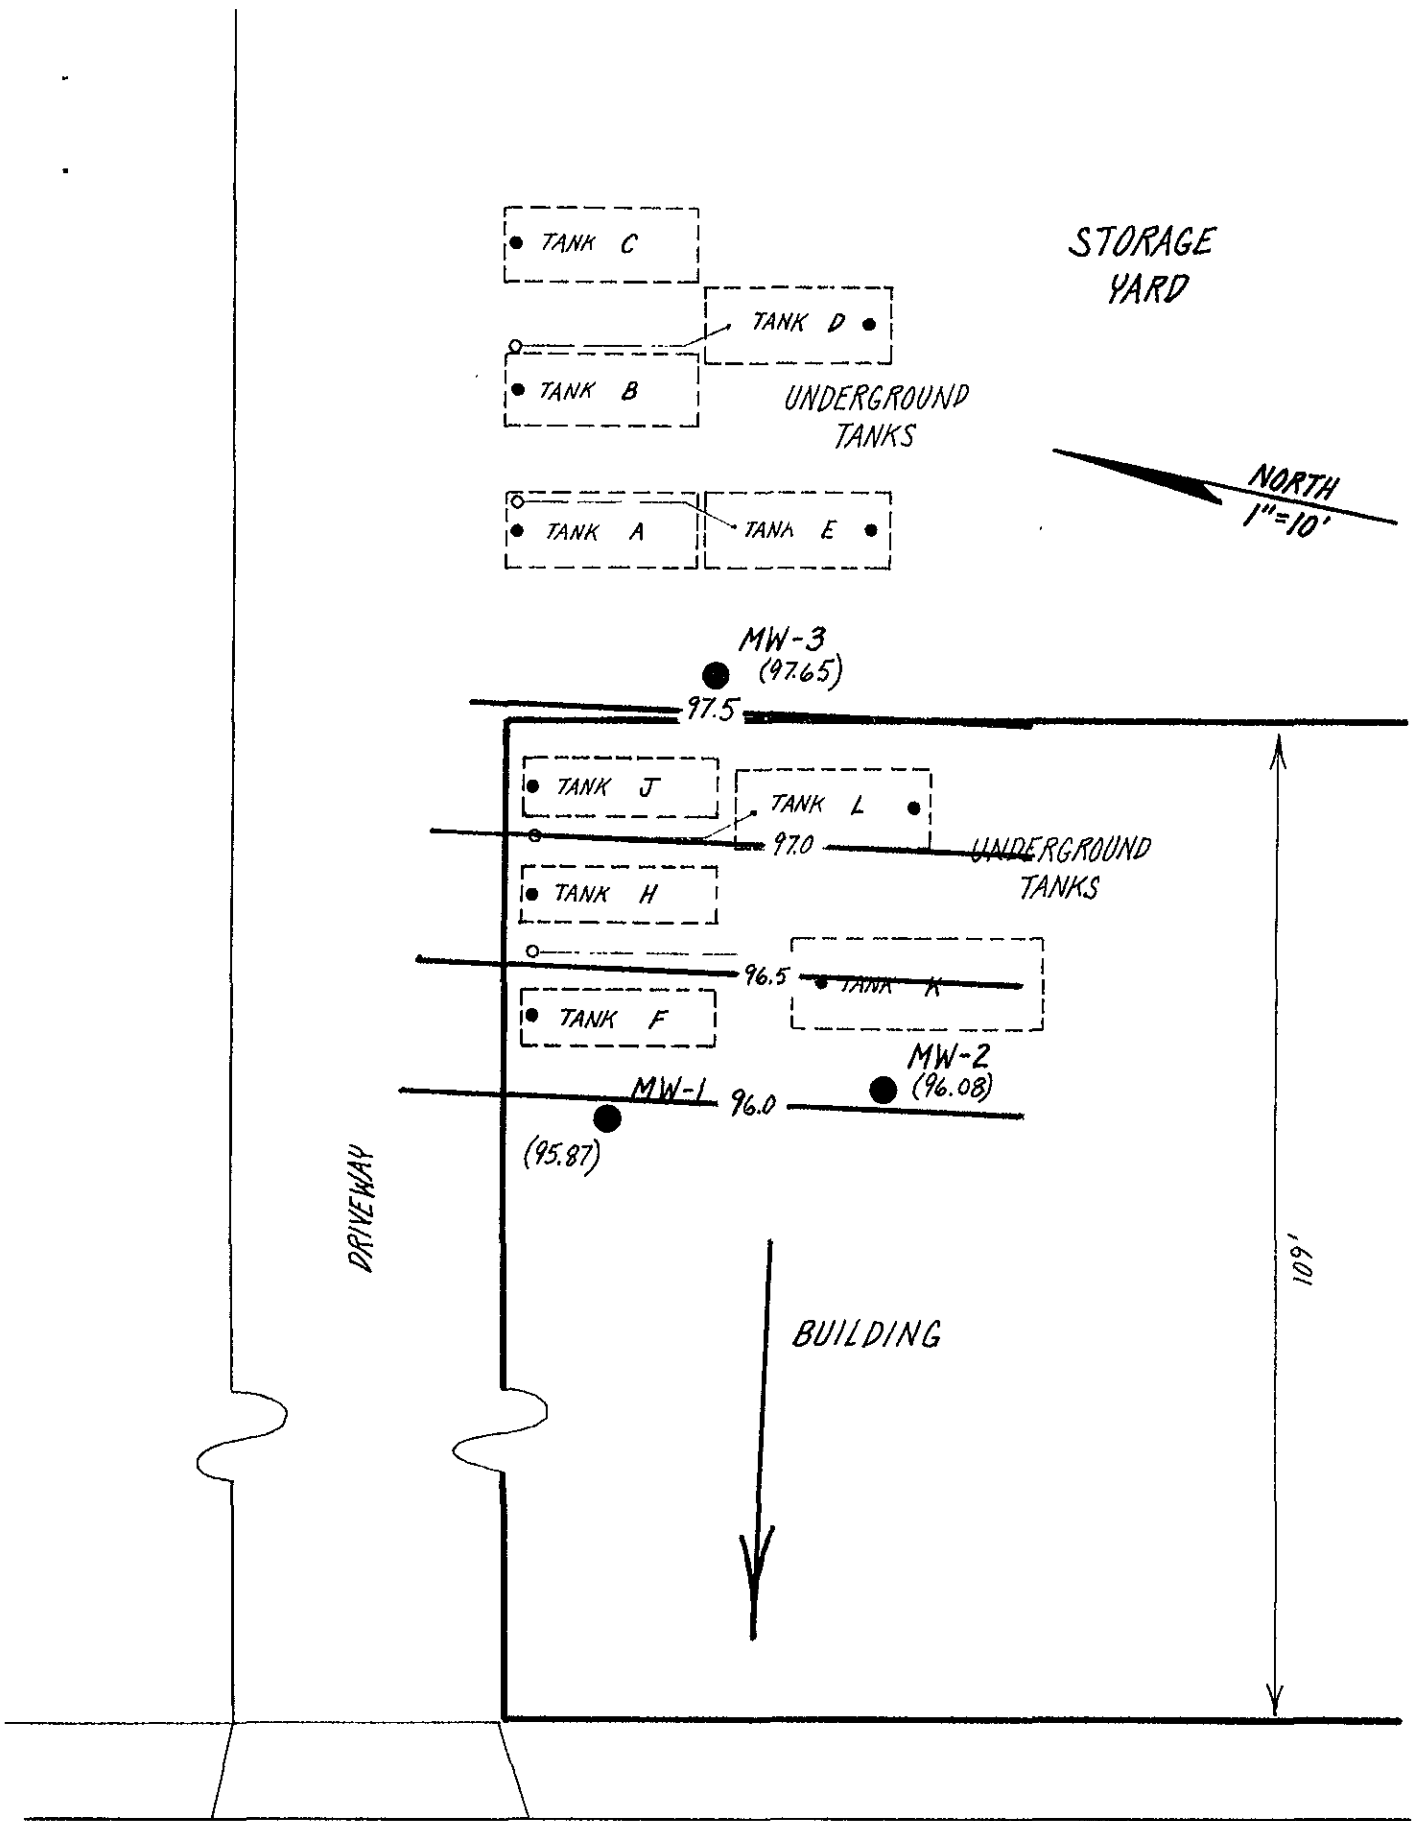 TANK C
STORAGE
YARD
TANK D
TANK B
UNDERGROUND
TANKS
NORTH
1"=10'
TANK A
TANK E
MW-3
(97.65)
97.5
TANK J
TANK L
97.0
UNDERGROUND
TANKS
TANK H
96.5
TANK K
TANK F
MW-2
(96.08)
MW-1
96.0
(95.87)
DRIVEWAY
109'
BUILDING